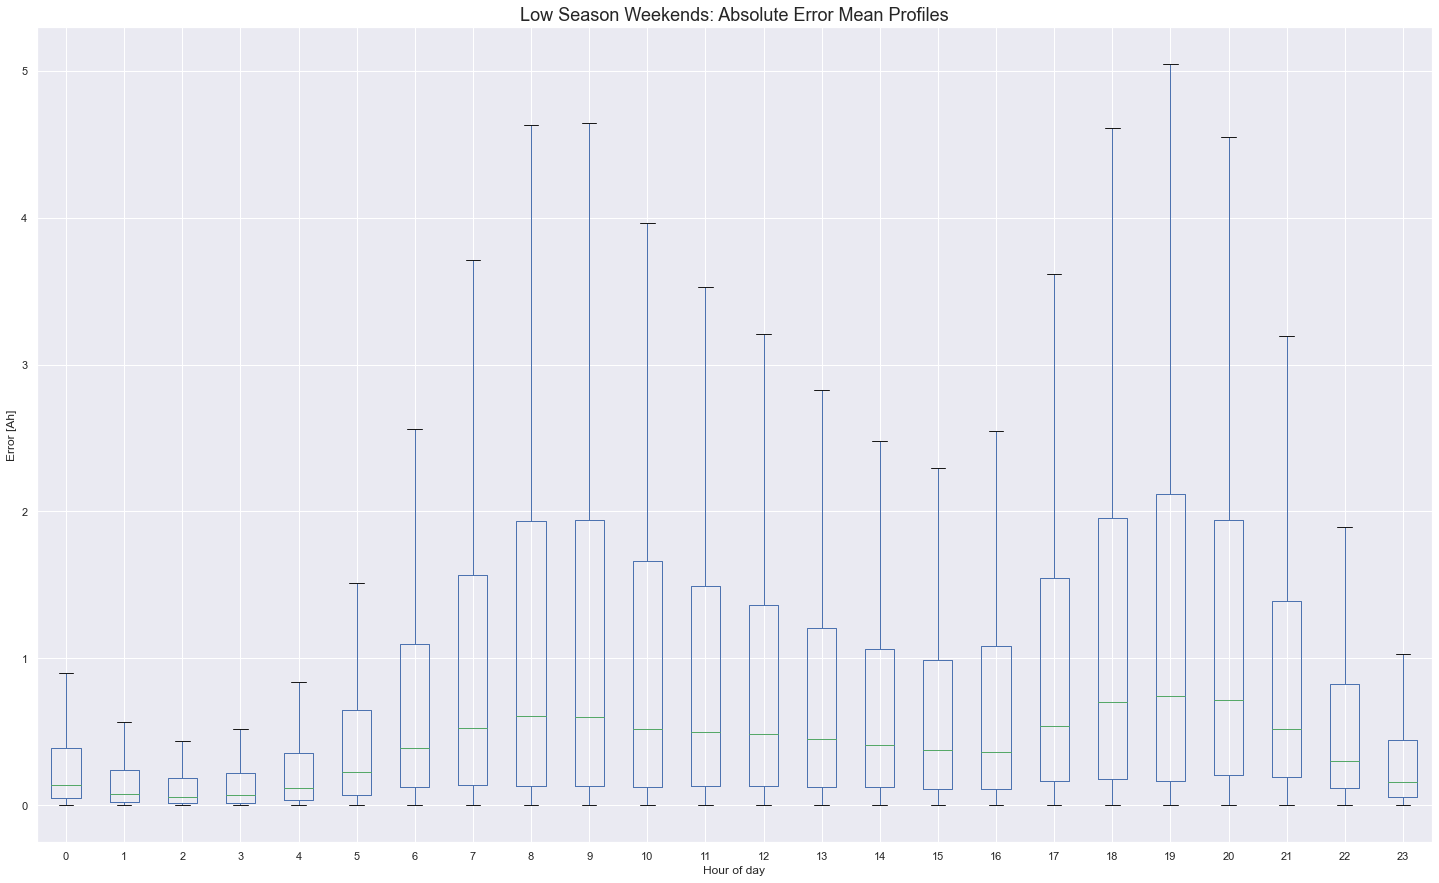 Low Season Weekends: Absolute Error Mean Profiles
5
4
3
2
1
0
Error [Ah]
0 1 2 3 4 5 6 7 8 9 10 11 12 13 14 15 16 17 18 19 20 21 22 23
Hour of day